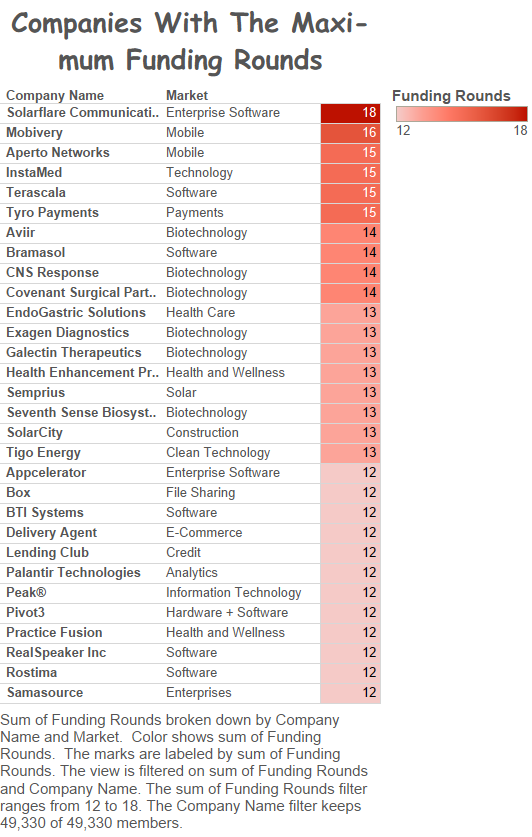 Companies With The Maxi-
mum Funding Rounds
Company Name Market
Solarflare Communicati.. Enterprise Software 18
Mobivery Mobile 16
Aperto Networks Mobile 15
InstaMed Technology 15
Terascala Software 15
Tyro Payments Payments 15
Aviir Biotechnology 14
Bramasol Software 14
CNS Response Biotechnology 14
Covenant Surgical Part.. Biotechnology 14
EndoGastric Solutions Health Care 13
Exagen Diagnostics Biotechnology 13
Galectin Therapeutics Biotechnology 13
Health Enhancement Pr.. Health and Wellness 13
Semprius Solar 13
Seventh Sense Biosyst.. Biotechnology 13
SolarCity Construction 13
Tigo Energy Clean Technology 13
Appcelerator Enterprise Software 12
Box File Sharing 12
BTI Systems Software 12
Delivery Agent E-Commerce 12
Lending Club Credit 12
Palantir Technologies Analytics 12
Peak® Information Technology 12
Pivot3 Hardware + Software 12
Practice Fusion Health and Wellness 12
RealSpeaker Inc Software 12
Rostima Software 12
Samasource Enterprises 12
Funding Rounds
12 18
Sum of Funding Rounds broken down by Company
Name and Market.  Color shows sum of Funding
Rounds.  The marks are labeled by sum of Funding
Rounds. The view is filtered on sum of Funding Rounds
and Company Name. The sum of Funding Rounds filter
ranges from 12 to 18. The Company Name filter keeps
49,330 of 49,330 members.